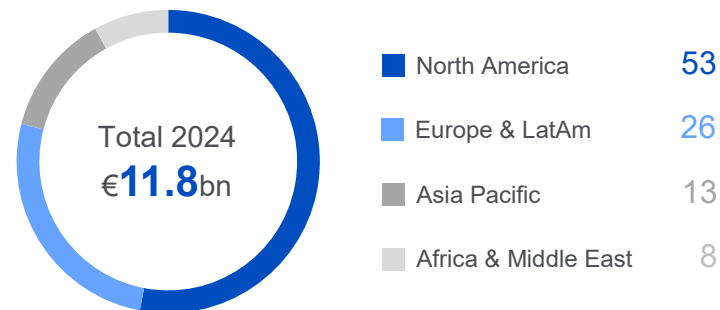 Total 2024
€11.8bn
North America 53
Europe & LatAm 26
Asia Pacific 13
Africa & Middle East 8